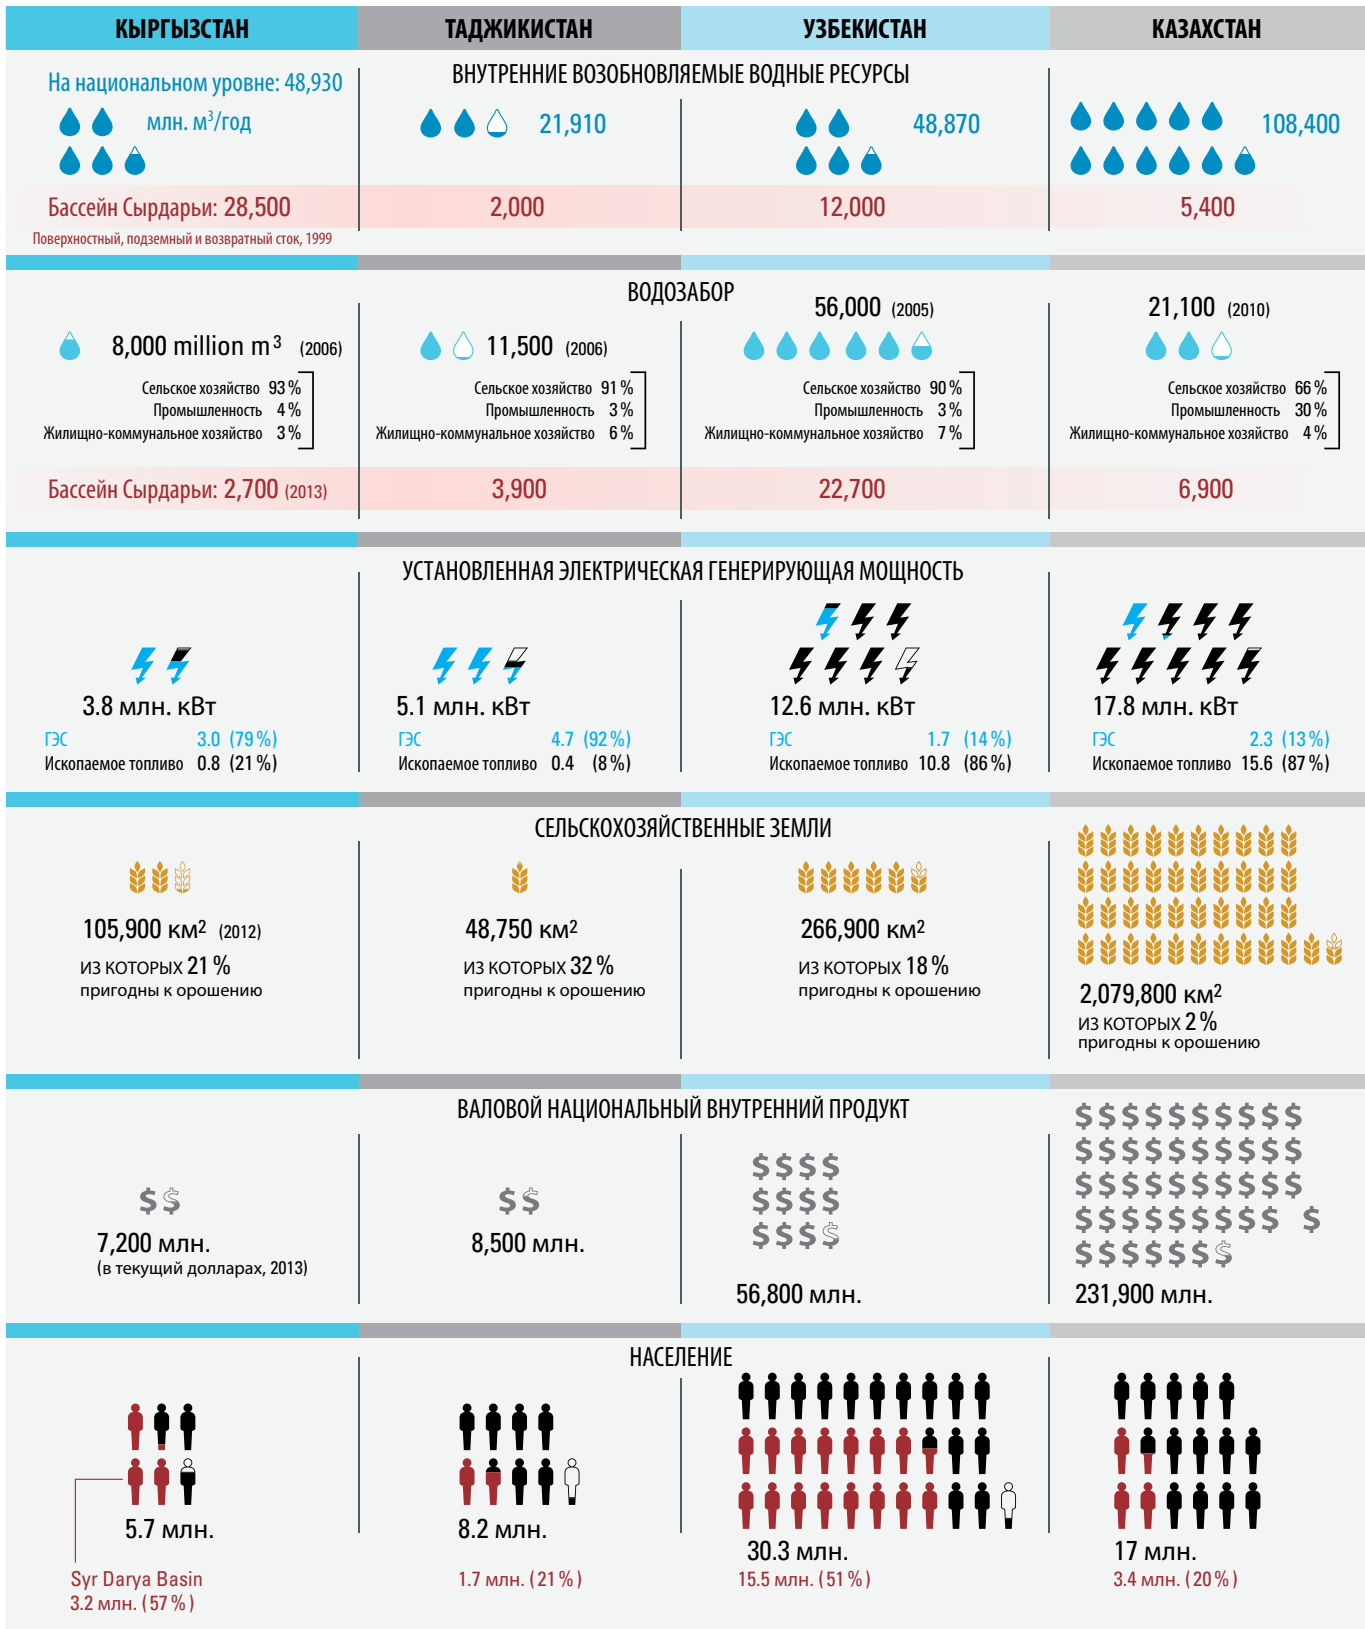 КЫРГЫЗСТАН ТАДЖИКИСТАН УЗБЕКИСТАН КАЗАХСТАН
ВНУТРЕННИЕ ВОЗОБНОВЛЯЕМЫЕ ВОДНЫЕ РЕСУРСЫ
На национальном уровне: 48,930
млн. м³/год
21,910
48,870
108,400
Бассейн Сырдарьи: 28,500 2,000 12,000 5,400
Поверхностный, подземный и возвратный сток, 1999
ВОДОЗАБОР
8,000 million m³ (2006)
Сельское хозяйство 93 %
Промышленность 4 %
Жилищно-коммунальное хозяйство 3 %
11,500 (2006)
Сельское хозяйство 91 %
Промышленность 3 %
Жилищно-коммунальное хозяйство 6 %
56,000 (2005)
Сельское хозяйство 90 %
Промышленность 3 %
Жилищно-коммунальное хозяйство 7 %
21,100 (2010)
Сельское хозяйство 66 %
Промышленность 30 %
Жилищно-коммунальное хозяйство 4 %
Бассейн Сырдарьи: 2,700 (2013) 3,900 22,700 6,900
УСТАНОВЛЕННАЯ ЭЛЕКТРИЧЕСКАЯ ГЕНЕРИРУЮЩАЯ МОЩНОСТЬ
3.8 млн. кВт
ГЭС 3.0 (79 %)
Ископаемое топливо 0.8 (21 %)
5.1 млн. кВт
ГЭС 4.7 (92 %)
Ископаемое топливо 0.4 (8 %)
12.6 млн. кВт
ГЭС 1.7 (14 %)
Ископаемое топливо 10.8 (86 %)
17.8 млн. кВт
ГЭС 2.3 (13 %)
Ископаемое топливо 15.6 (87 %)
СЕЛЬСКОХОЗЯЙСТВЕННЫЕ ЗЕМЛИ
105,900 км² (2012)
ИЗ КОТОРЫХ 21 %
пригодны к орошению
48,750 км²
ИЗ КОТОРЫХ 32 %
пригодны к орошению
266,900 км²
ИЗ КОТОРЫХ 18 %
пригодны к орошению
2,079,800 км²
ИЗ КОТОРЫХ 2 %
пригодны к орошению
ВАЛОВОЙ НАЦИОНАЛЬНЫЙ ВНУТРЕННИЙ ПРОДУКТ
7,200 млн.
(в текущий долларах, 2013)
8,500 млн.
56,800 млн.
231,900 млн.
НАСЕЛЕНИЕ
5.7 млн.
Syr Darya Basin
3.2 млн. (57 %)
8.2 млн.
1.7 млн. (21 %)
30.3 млн.
15.5 млн. (51 %)
17 млн.
3.4 млн. (20 %)